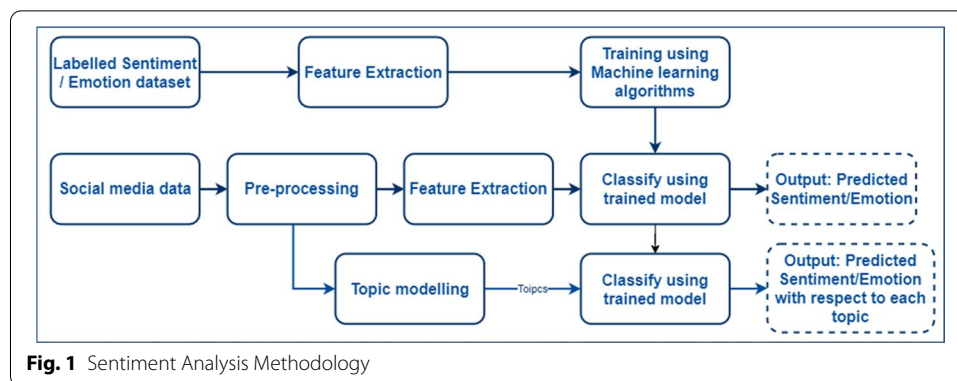 Labelled Sentiment
/ Emotion dataset
Feature Extraction
Training using
Machine learning
algorithms
Social media data
Pre-processing
Feature Extraction
Classify using
trained model
Output: Predicted
Sentiment/Emotion
Topic modelling
Toipcs
Classify using
trained model
Output: Predicted
Sentiment/Emotion
with respect to each
topic
Fig. 1 Sentiment Analysis Methodology